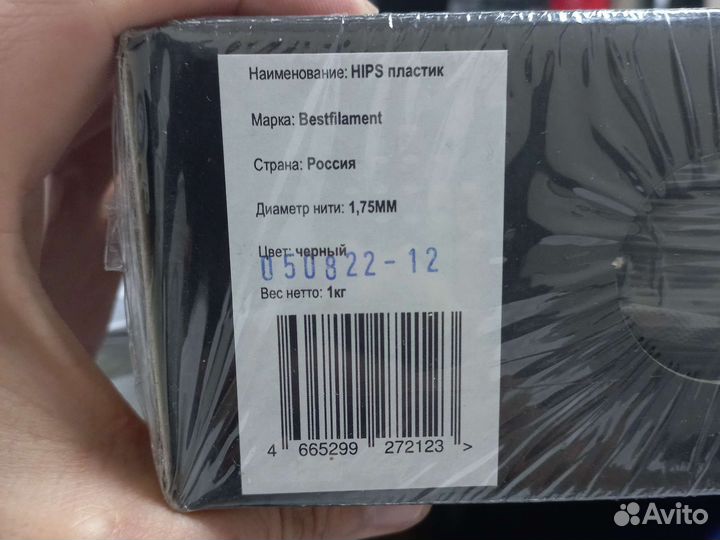 Наименование: HIPS пластик
Марка: Bestfilament
Страна: Россия
Диаметр нити: 1,75ММ
Цвет: черный
050822-12
Вес нетто: 1кг
4 665299 272123 >
Avito